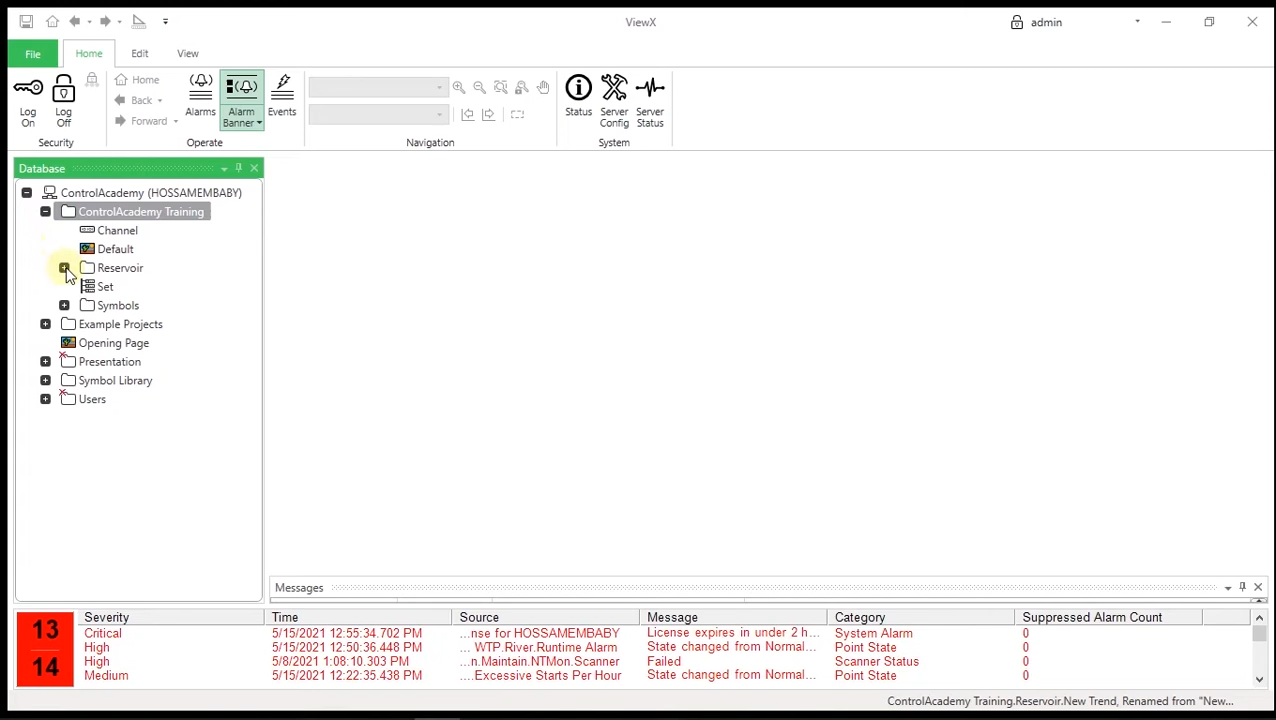 ViewX
admin
File Home Edit View
Log On
Log Off
Home
Back
Forward
Alarms
Alarm Banner
Events
Status
Server Config
Server Status
Security Operate Navigation System
Database
ControlAcademy (HOSSAMEMBABY)
ControlAcademy Training
Channel
Default
Reservoir
Set
Symbols
Example Projects
Opening Page
Presentation
Symbol Library
Users
Messages
13
14
Severity Time Source Message Category Suppressed Alarm Count
Critical 5/15/2021 12:55:34.702 PM ...nse for HOSSAMEMBABY License expires in under 2 h... System Alarm 0
High 5/15/2021 12:50:36.448 PM ... WTP.River.Runtime Alarm State changed from Normal... Point State 0
High 5/8/2021 1:08:10.303 PM ...n.Maintain.NTMon.Scanner Failed Scanner Status 0
Medium 5/15/2021 12:22:35.438 PM ....Excessive Starts Per Hour State changed from Normal... Point State 0
ControlAcademy Training.Reservoir.New Trend, Renamed from "New...